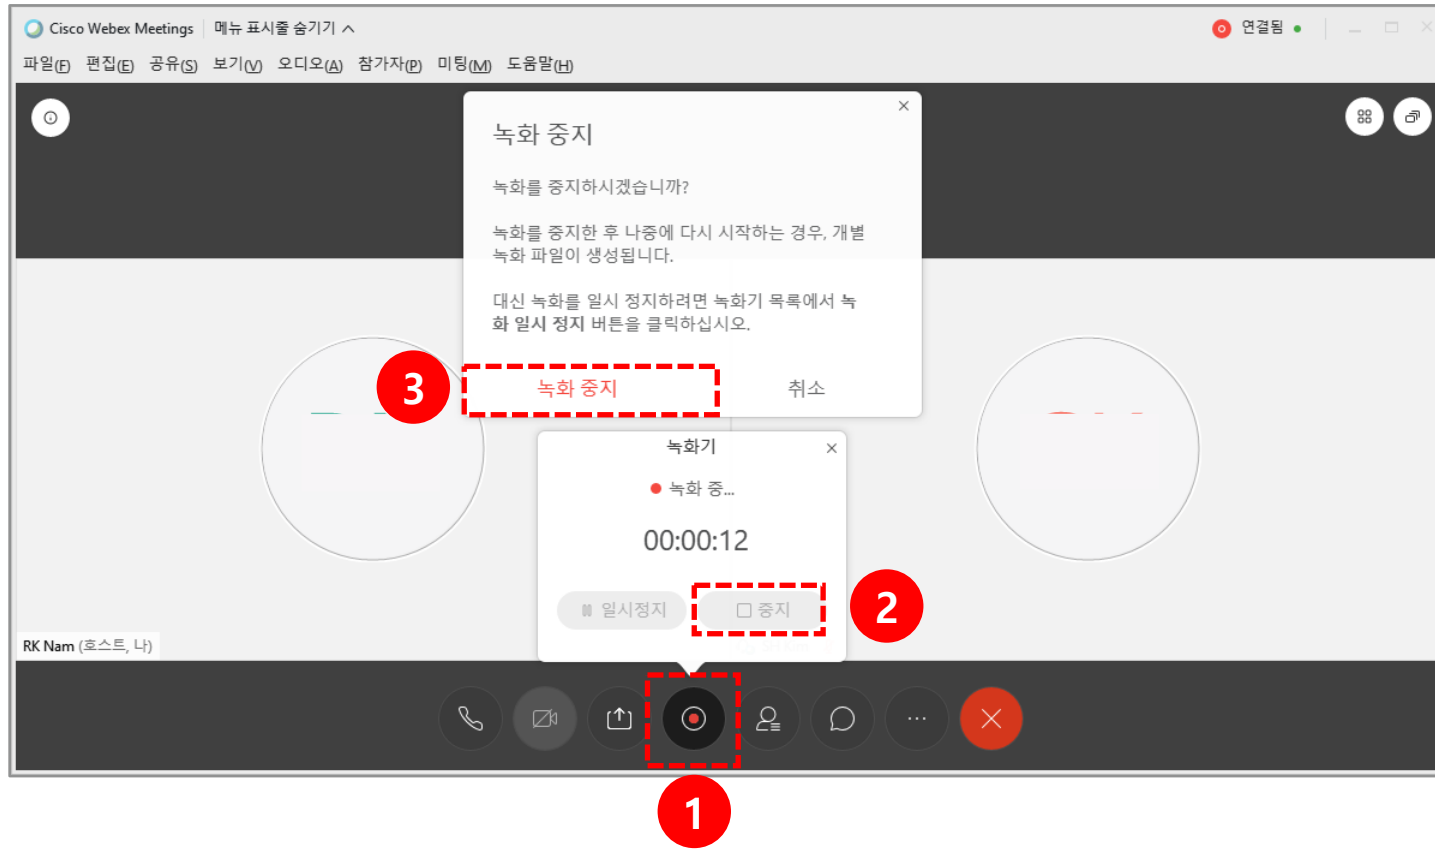 Cisco Webex Meetings 메뉴 표시줄 숨기기 연결됨
파일(F) 편집(E) 공유(S) 보기(V) 오디오(A) 참가자(P) 미팅(M) 도움말(H)
녹화 중지
녹화를 중지하시겠습니까?
녹화를 중지한 후 나중에 다시 시작하는 경우, 개별
녹화 파일이 생성됩니다.
대신 녹화를 일시 정지하려면 녹화기 목록에서 녹
화 일시 정지 버튼을 클릭하십시오.
3 녹화 중지 취소
녹화기
녹화 중...
00:00:12
일시정지 중지 2
RK Nam (호스트, 나)
1